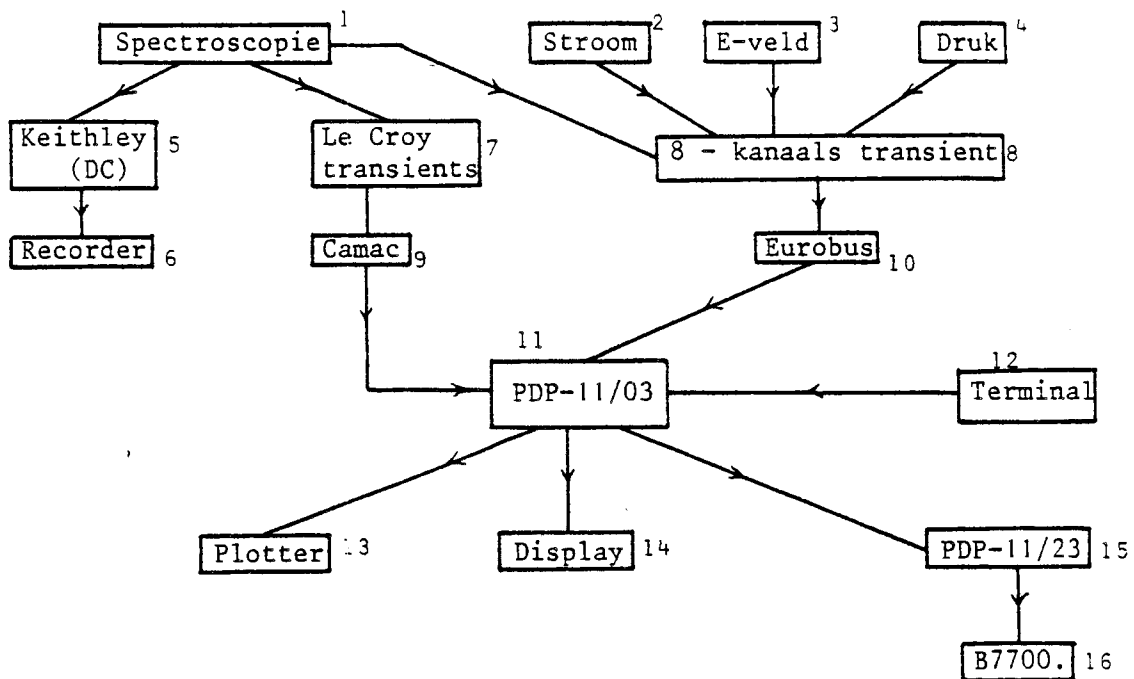 1
Spectroscopie
2
Stroom
3
E-veld
4
Druk
Keithley
(DC)
5
Le Croy
transients
7
8 - kanaals transient
8
Recorder
6
Camac
9
Eurobus
10
11
PDP-11/03
12
Terminal
Plotter
13
Display
14
PDP-11/23
15
B7700.
16